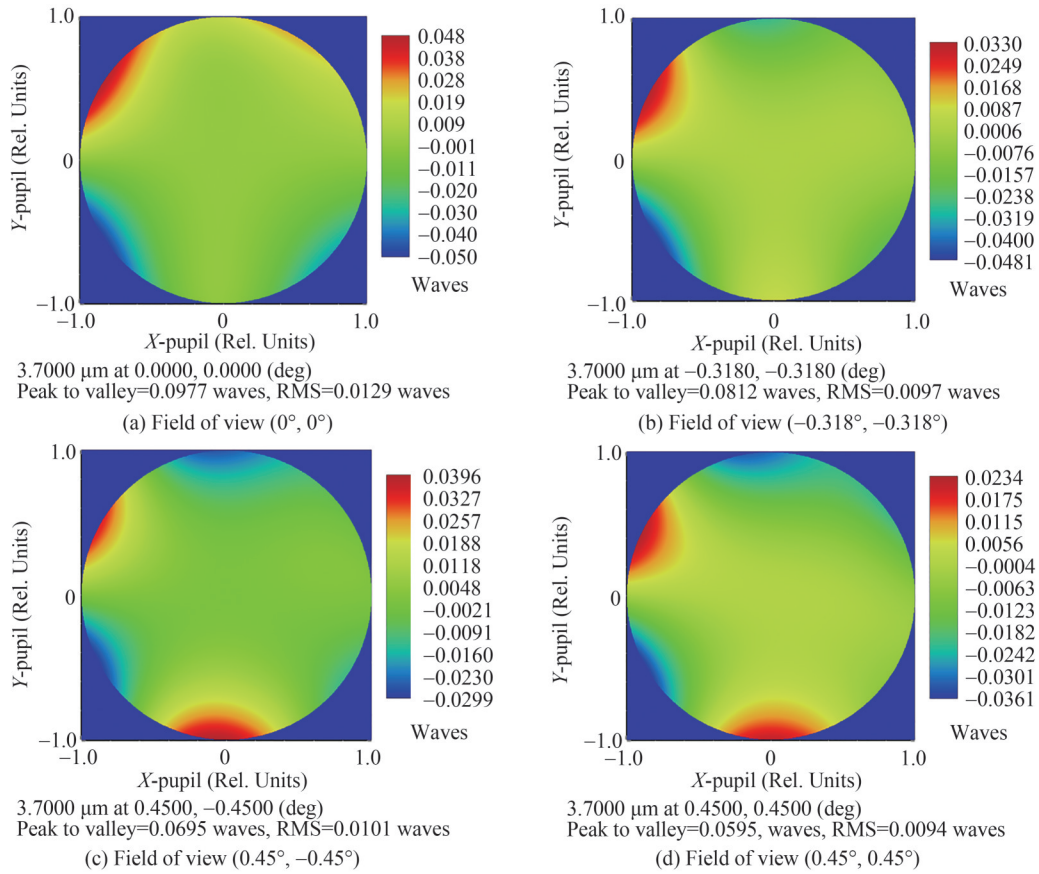 1.0
0
−1.0
Y-pupil (Rel. Units)
−1.0 0 1.0
X-pupil (Rel. Units)
0.048
0.038
0.028
0.019
0.009
−0.001
−0.011
−0.020
−0.030
−0.040
−0.050
Waves
3.7000 μm at 0.0000, 0.0000 (deg)
Peak to valley=0.0977 waves, RMS=0.0129 waves
(a) Field of view (0°, 0°)
1.0
0
−1.0
Y-pupil (Rel. Units)
−1.0 0 1.0
X-pupil (Rel. Units)
0.0330
0.0249
0.0168
0.0087
0.0006
−0.0076
−0.0157
−0.0238
−0.0319
−0.0400
−0.0481
Waves
3.7000 μm at −0.3180, −0.3180 (deg)
Peak to valley=0.0812 waves, RMS=0.0097 waves
(b) Field of view (−0.318°, −0.318°)
1.0
0
−1.0
Y-pupil (Rel. Units)
−1.0 0 1.0
X-pupil (Rel. Units)
0.0396
0.0327
0.0257
0.0188
0.0118
0.0048
−0.0021
−0.0091
−0.0160
−0.0230
−0.0299
Waves
3.7000 μm at 0.4500, −0.4500 (deg)
Peak to valley=0.0695 waves, RMS=0.0101 waves
(c) Field of view (0.45°, −0.45°)
1.0
0
−1.0
Y-pupil (Rel. Units)
−1.0 0 1.0
X-pupil (Rel. Units)
0.0234
0.0175
0.0115
0.0056
−0.0004
−0.0063
−0.0123
−0.0182
−0.0242
−0.0301
−0.0361
Waves
3.7000 μm at 0.4500, 0.4500 (deg)
Peak to valley=0.0595, waves, RMS=0.0094 waves
(d) Field of view (0.45°, 0.45°)